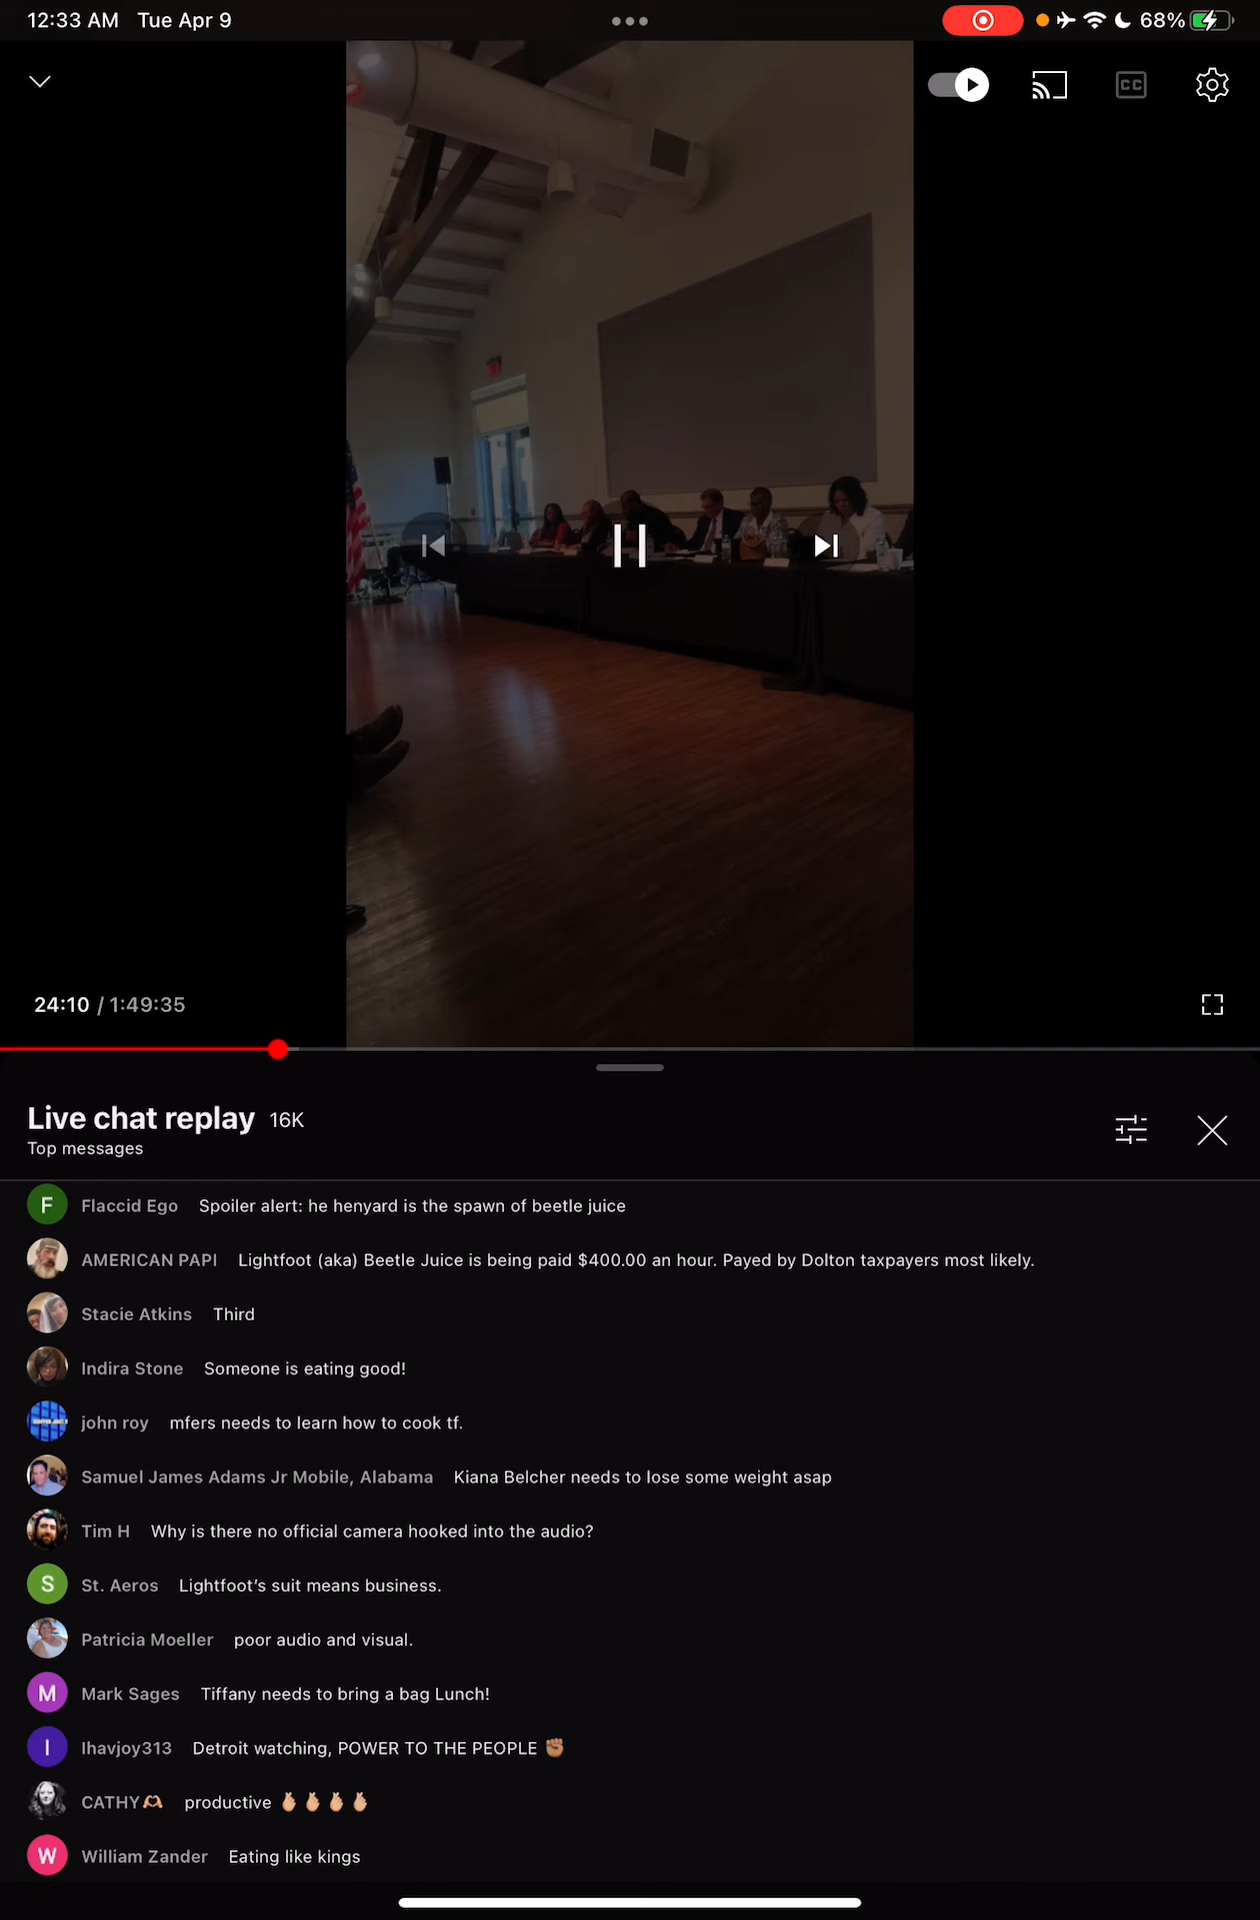 12:33 AM Tue Apr 9
68%
CC
24:10 / 1:49:35
Live chat replay 16K
Top messages
F Flaccid Ego Spoiler alert: he henyard is the spawn of beetle juice
AMERICAN PAPI Lightfoot (aka) Beetle Juice is being paid $400.00 an hour. Payed by Dolton taxpayers most likely.
Stacie Atkins Third
Indira Stone Someone is eating good!
john roy mfers needs to learn how to cook tf.
Samuel James Adams Jr Mobile, Alabama Kiana Belcher needs to lose some weight asap
Tim H Why is there no official camera hooked into the audio?
S St. Aeros Lightfoot’s suit means business.
Patricia Moeller poor audio and visual.
M Mark Sages Tiffany needs to bring a bag Lunch!
I Ihavjoy313 Detroit watching, POWER TO THE PEOPLE ✊🏽
CATHY🫶🏽 productive 🫰🏼🫰🏼🫰🏼🫰🏼
W William Zander Eating like kings